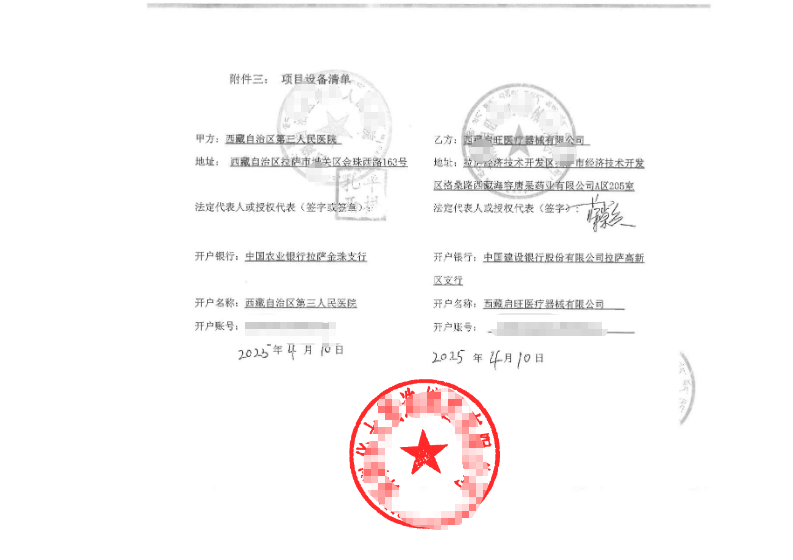 附件三： 项目设备清单
甲方：西藏自治区第三人民医院
地址： 西藏自治区拉萨市城关区金珠西路163号
法定代表人或授权代表（签字或签章）：
开户银行：中国农业银行拉萨金珠支行
开户名称：西藏自治区第三人民医院
开户账号：
2025年4月10日
乙方：西藏启旺医疗器械有限公司
地址：拉萨经济技术开发区 市经济技术开发
区格桑路西藏海容唐果药业有限公司A区205室
法定代表人或授权代表（签字）：
开户银行：中国建设银行股份有限公司拉萨高新
区支行
开户名称：西藏启旺医疗器械有限公司
开户账号：
2025年4月10日